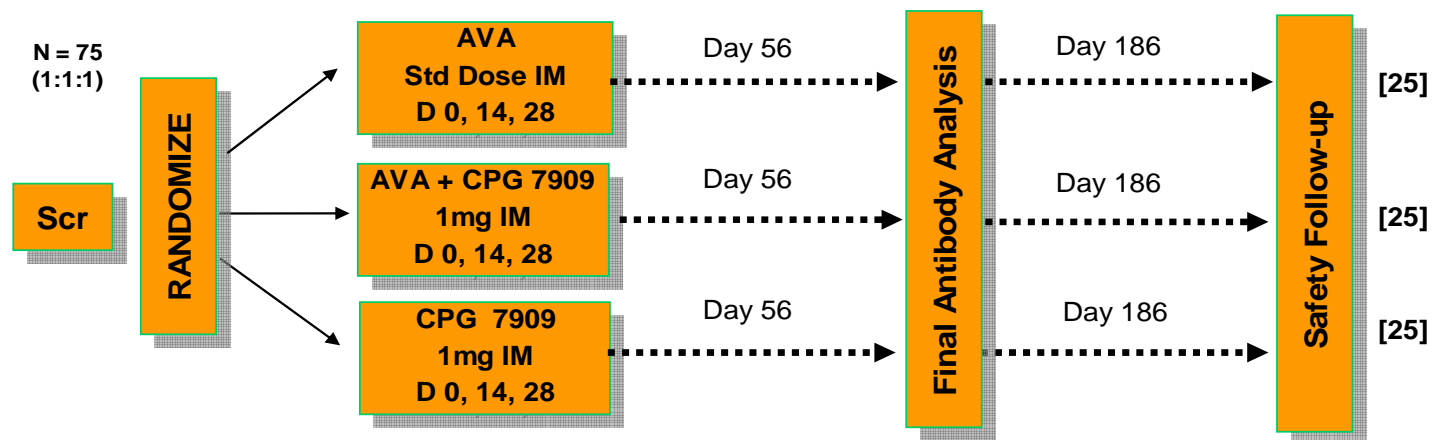 N = 75
(1:1:1)
Scr
RANDOMIZE
AVA
Std Dose IM
D 0, 14, 28
Day 56
AVA + CPG 7909
1mg IM
D 0, 14, 28
Day 56
CPG 7909
1mg IM
D 0, 14, 28
Day 56
Final Antibody Analysis
Day 186
Day 186
Day 186
Safety Follow-up
[25]
[25]
[25]